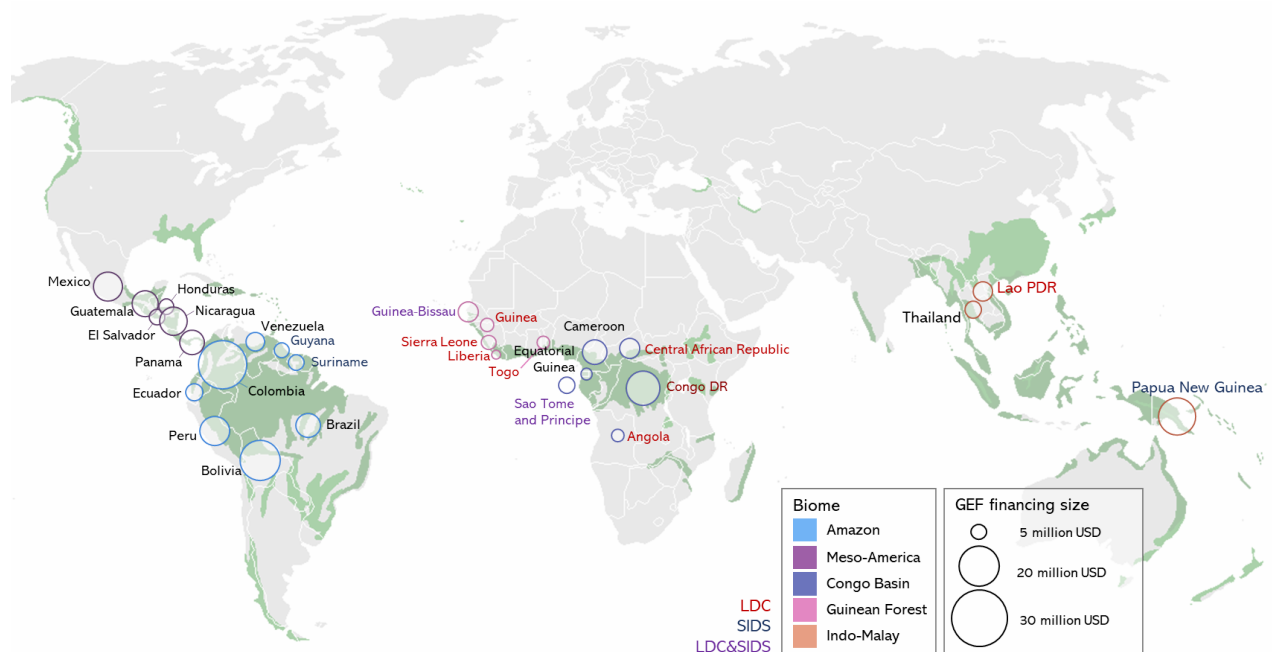 Mexico
Honduras
Guatemala
Nicaragua
El Salvador
Venezuela
Guyana
Panama
Suriname
Ecuador
Colombia
Peru
Brazil
Bolivia
Guinea-Bissau
Guinea
Cameroon
Sierra Leone
Equatorial
Guinea
Central African Republic
Liberia
Togo
Congo DR
Sao Tome
and Principe
Angola
Lao PDR
Thailand
Papua New Guinea
Biome
Amazon
Meso-America
Congo Basin
Guinean Forest
Indo-Malay
GEF financing size
5 million USD
20 million USD
30 million USD
LDC
SIDS
LDC&SIDS